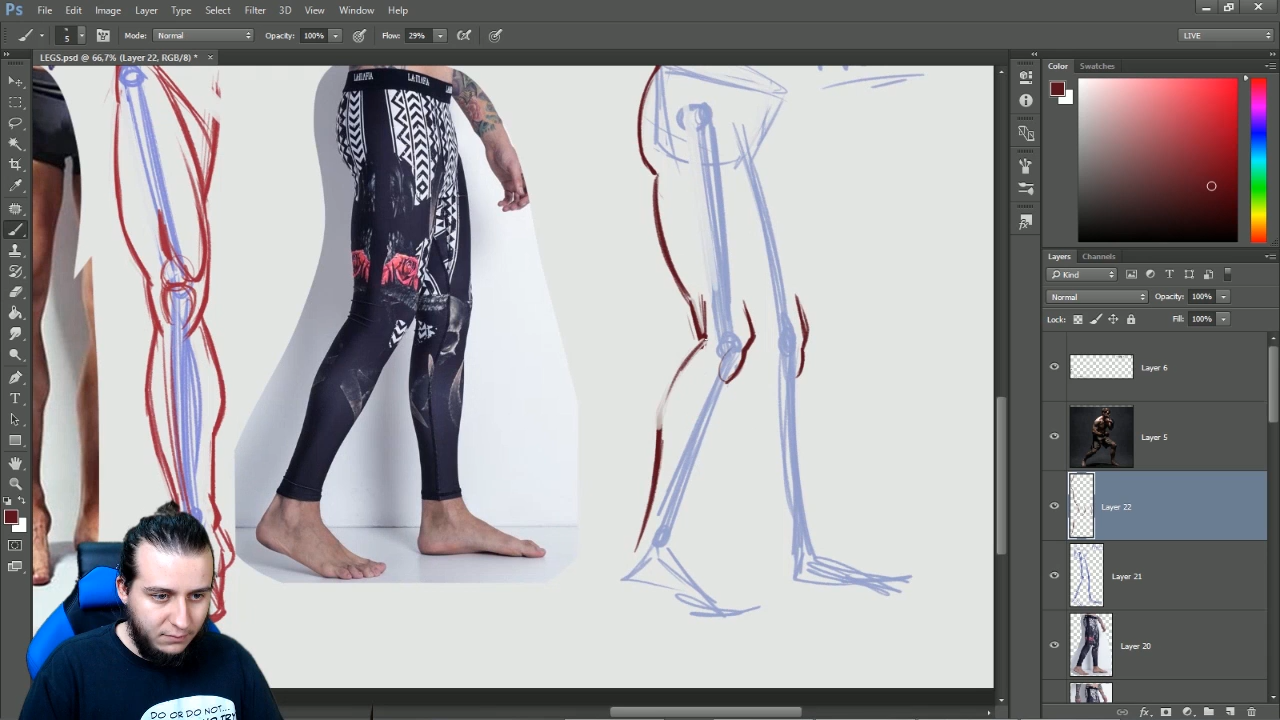 Ps File Edit Image Layer Type Select Filter 3D View Window Help
5 Mode: Normal Opacity: 100% Flow: 29% LIVE
LEGS.psd @ 66,7% (Layer 22, RGB/8) * ×
Color Swatches
Layers Channels
Kind
Normal Opacity: 100%
Lock: Fill: 100%
Layer 6
Layer 5
Layer 22
Layer 21
Layer 20
DO OR DO NOT...